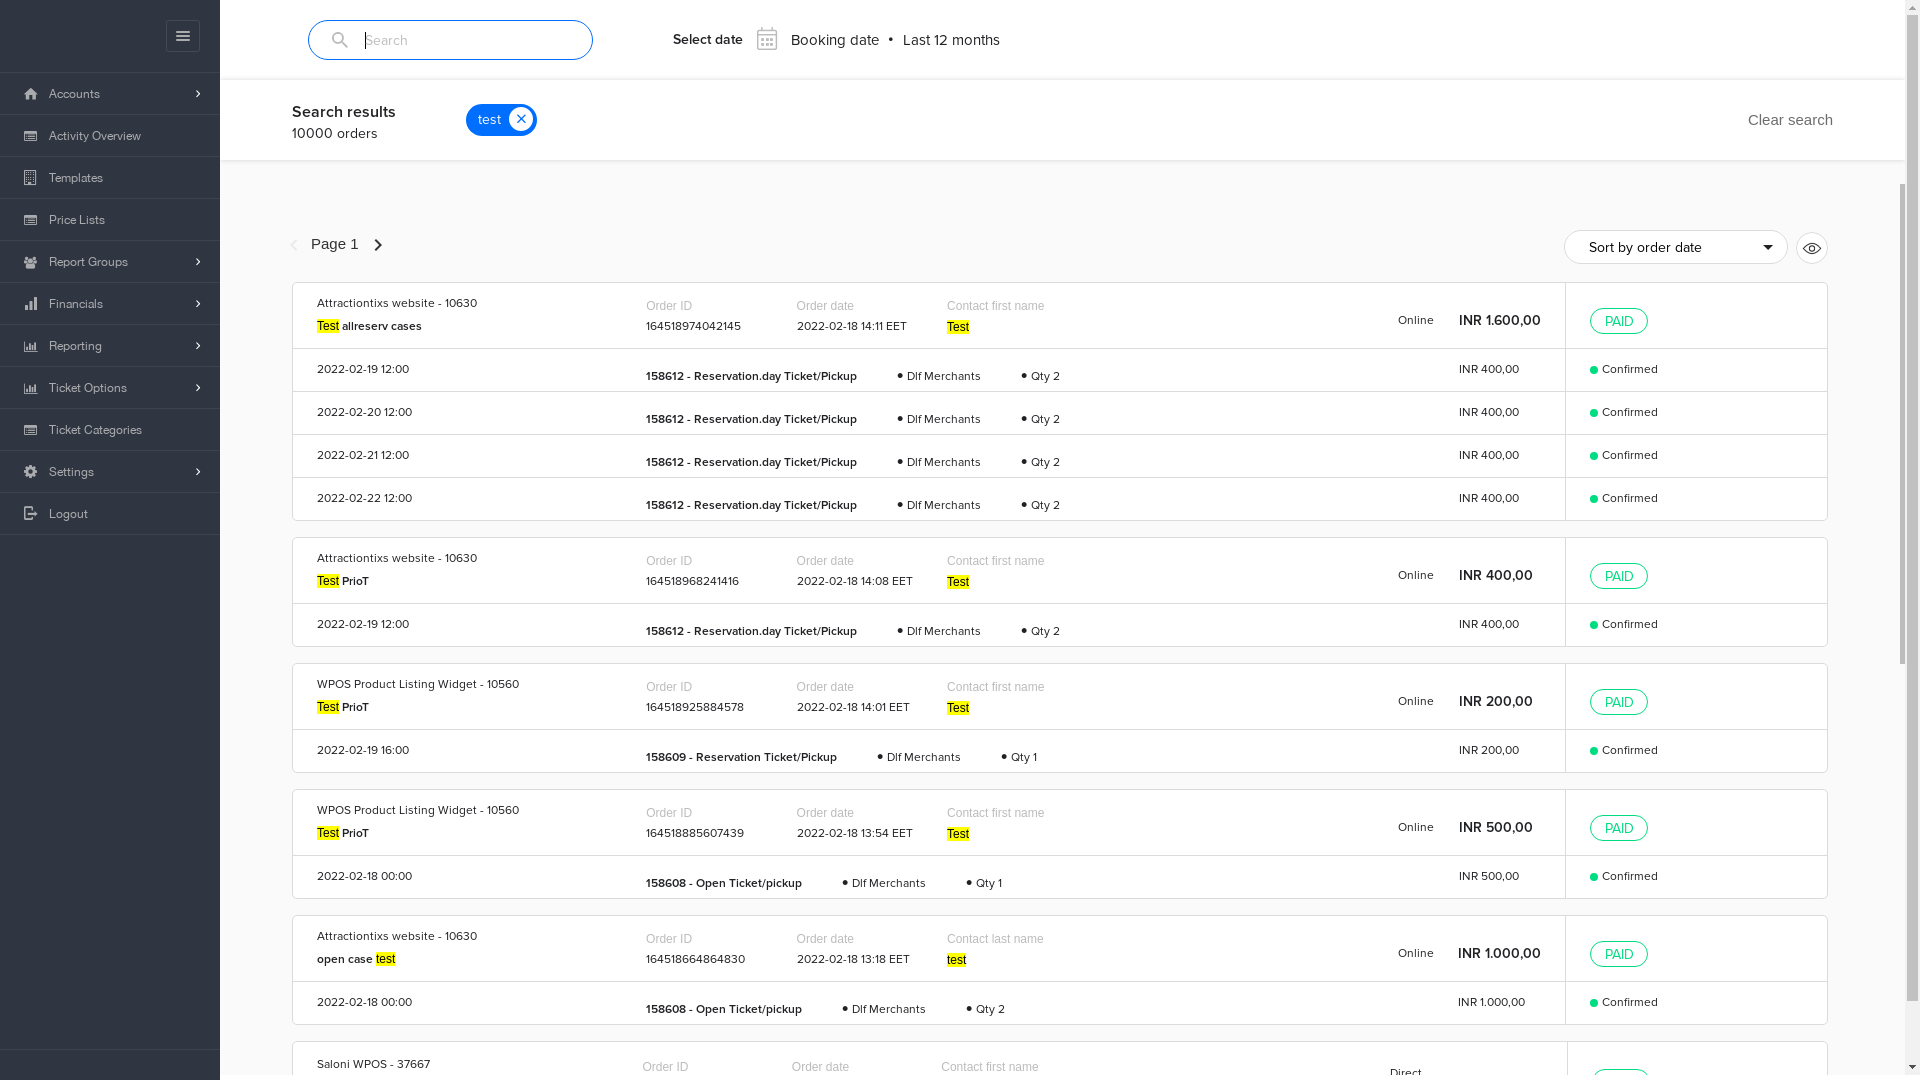 Search
Select date Booking date • Last 12 months
Accounts
Activity Overview
Templates
Price Lists
Report Groups
Financials
Reporting
Ticket Options
Ticket Categories
Settings
Logout
Search results
10000 orders
test
Clear search
Page 1
Sort by order date
Attractiontixs website - 10630 Order ID Order date Contact first name
Test allreserv cases 164518974042145 2022-02-18 14:11 EET Test Online INR 1.600,00 PAID
2022-02-19 12:00 158612 - Reservation.day Ticket/Pickup • Dlf Merchants • Qty 2 INR 400,00 Confirmed
2022-02-20 12:00 158612 - Reservation.day Ticket/Pickup • Dlf Merchants • Qty 2 INR 400,00 Confirmed
2022-02-21 12:00 158612 - Reservation.day Ticket/Pickup • Dlf Merchants • Qty 2 INR 400,00 Confirmed
2022-02-22 12:00 158612 - Reservation.day Ticket/Pickup • Dlf Merchants • Qty 2 INR 400,00 Confirmed
Attractiontixs website - 10630 Order ID Order date Contact first name
Test PrioT 164518968241416 2022-02-18 14:08 EET Test Online INR 400,00 PAID
2022-02-19 12:00 158612 - Reservation.day Ticket/Pickup • Dlf Merchants • Qty 2 INR 400,00 Confirmed
WPOS Product Listing Widget - 10560 Order ID Order date Contact first name
Test PrioT 164518925884578 2022-02-18 14:01 EET Test Online INR 200,00 PAID
2022-02-19 16:00 158609 - Reservation Ticket/Pickup • Dlf Merchants • Qty 1 INR 200,00 Confirmed
WPOS Product Listing Widget - 10560 Order ID Order date Contact first name
Test PrioT 164518885607439 2022-02-18 13:54 EET Test Online INR 500,00 PAID
2022-02-18 00:00 158608 - Open Ticket/pickup • Dlf Merchants • Qty 1 INR 500,00 Confirmed
Attractiontixs website - 10630 Order ID Order date Contact last name
open case test 164518664864830 2022-02-18 13:18 EET test Online INR 1.000,00 PAID
2022-02-18 00:00 158608 - Open Ticket/pickup • Dlf Merchants • Qty 2 INR 1.000,00 Confirmed
Saloni WPOS - 37667 Order ID Order date Contact first name Direct